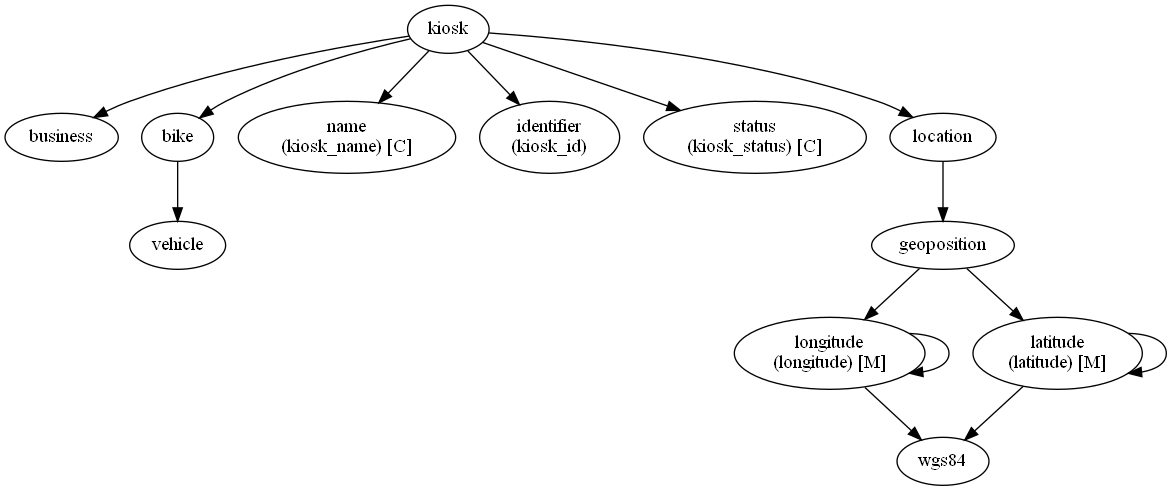 kiosk
business
bike
name
(kiosk_name) [C]
identifier
(kiosk_id)
status
(kiosk_status) [C]
location
vehicle
geoposition
longitude
(longitude) [M]
latitude
(latitude) [M]
wgs84